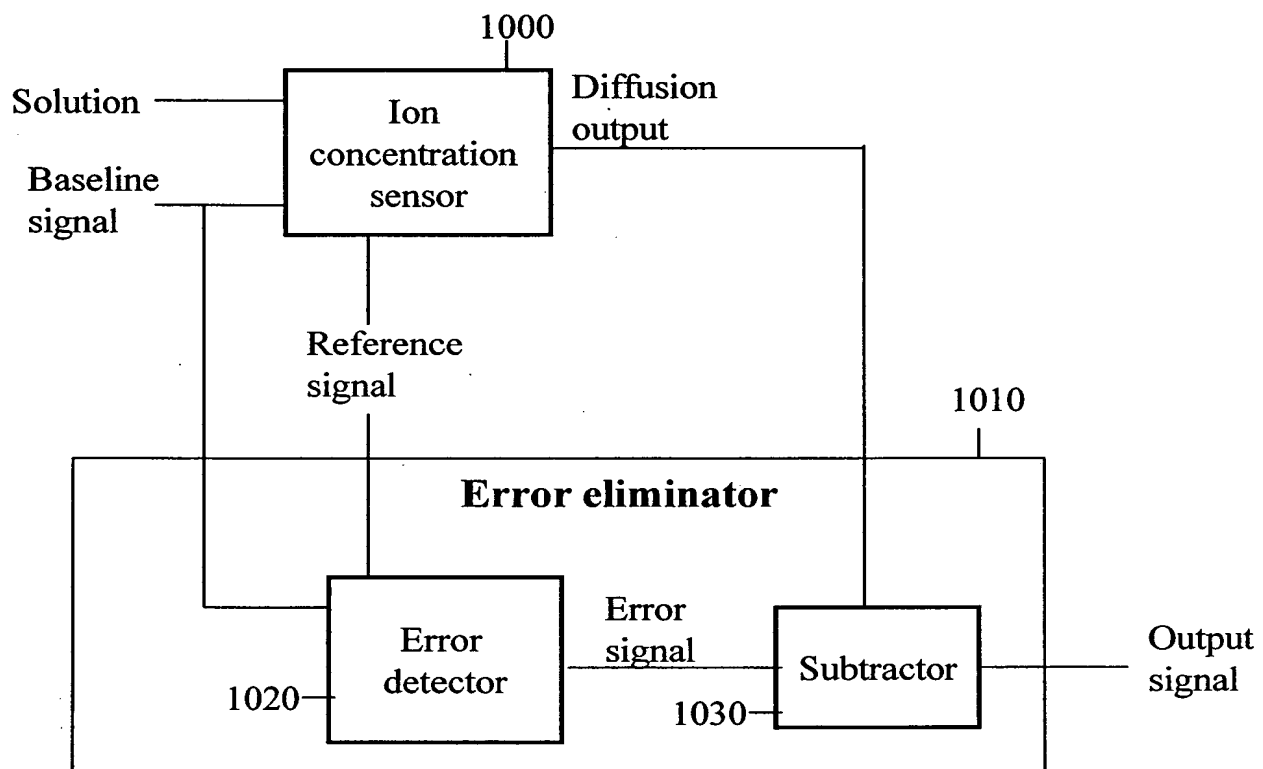 1000
Solution
Ion
concentration
sensor
Diffusion
output
Baseline
signal
Reference
signal
1010
Error eliminator
Error
detector
1020
Error
signal
Subtractor
1030
Output
signal